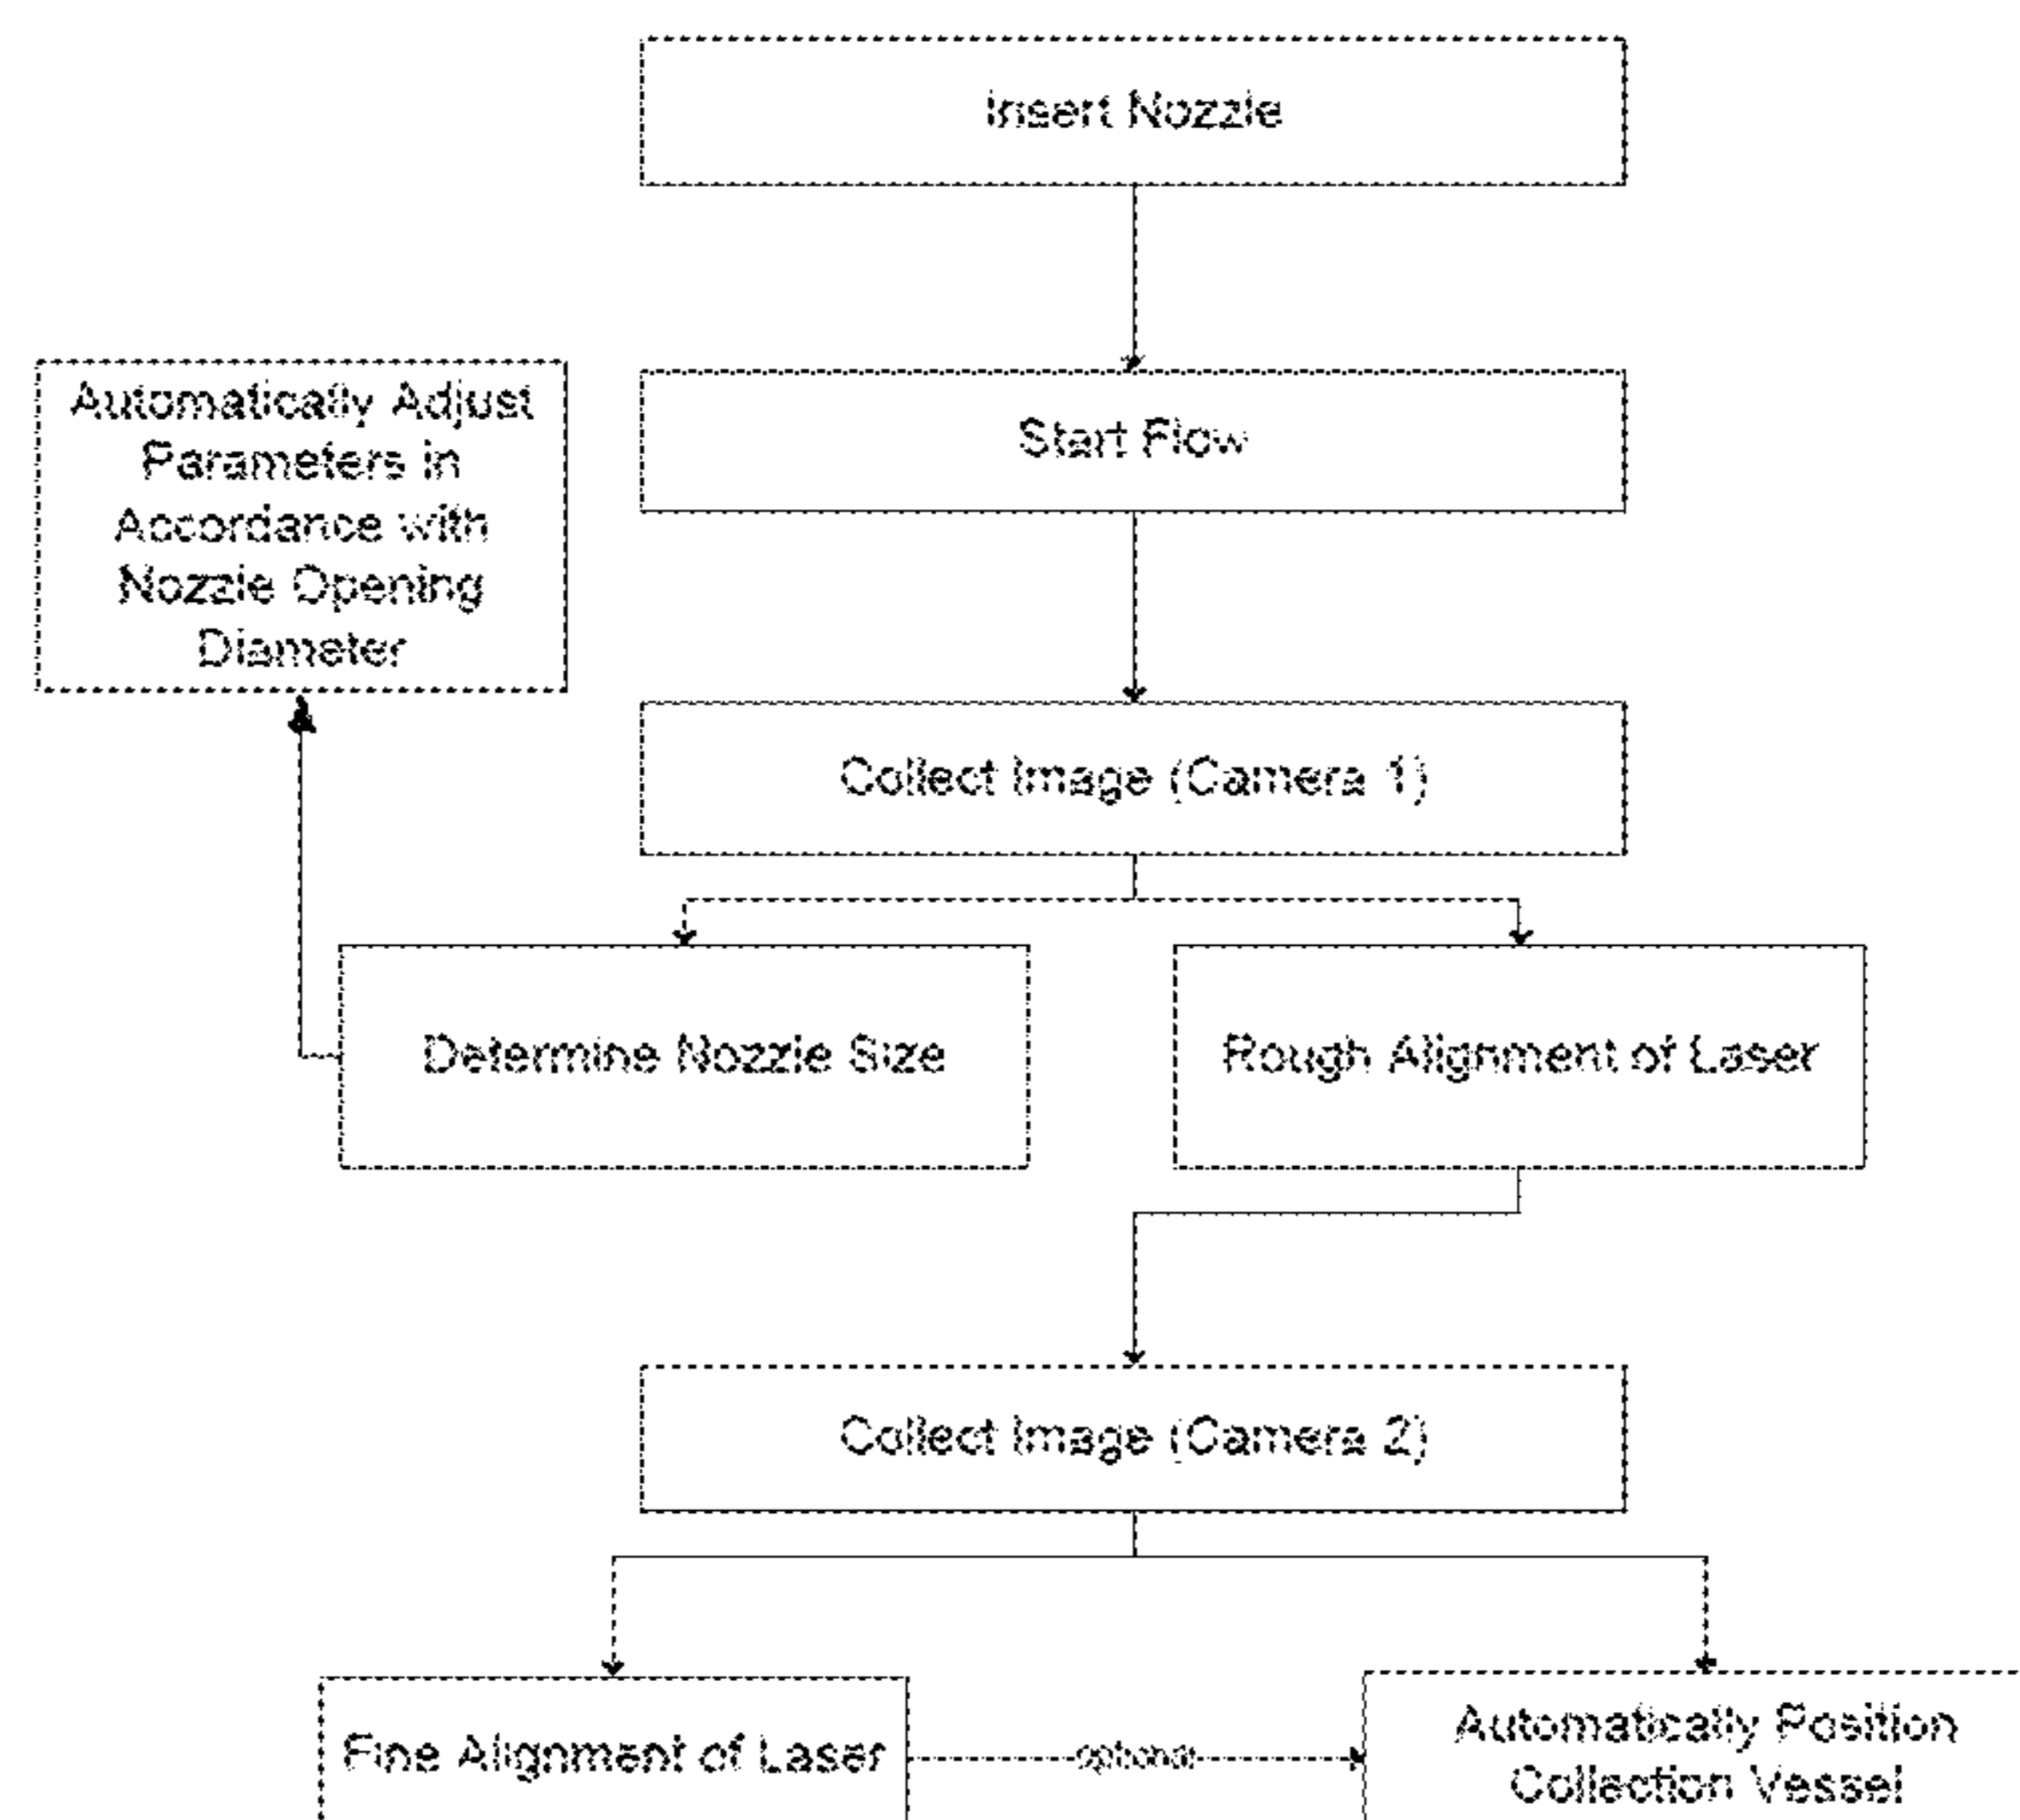 Insert Nozzle
Start Flow
Automatically Adjust
Parameters in
Accordance with
Nozzle Opening
Diameter
Collect Image (Camera 1)
Determine Nozzle Size
Rough Alignment of Laser
Collect Image (Camera 2)
Fine Alignment of Laser
optional
Automatically Position
Collection Vessel